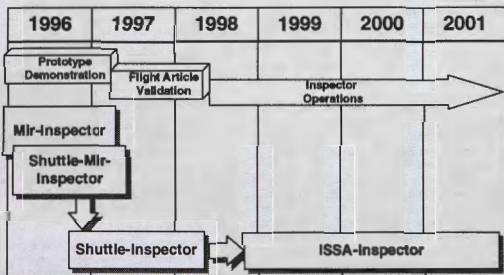 1996 1997 1998 1999 2000 2001
Prototype
Demonstration
Flight Article
Validation
Inspector
Operations
Mir-Inspector
Shuttle-Mir-
Inspector
Shuttle-Inspector
ISSA-Inspector